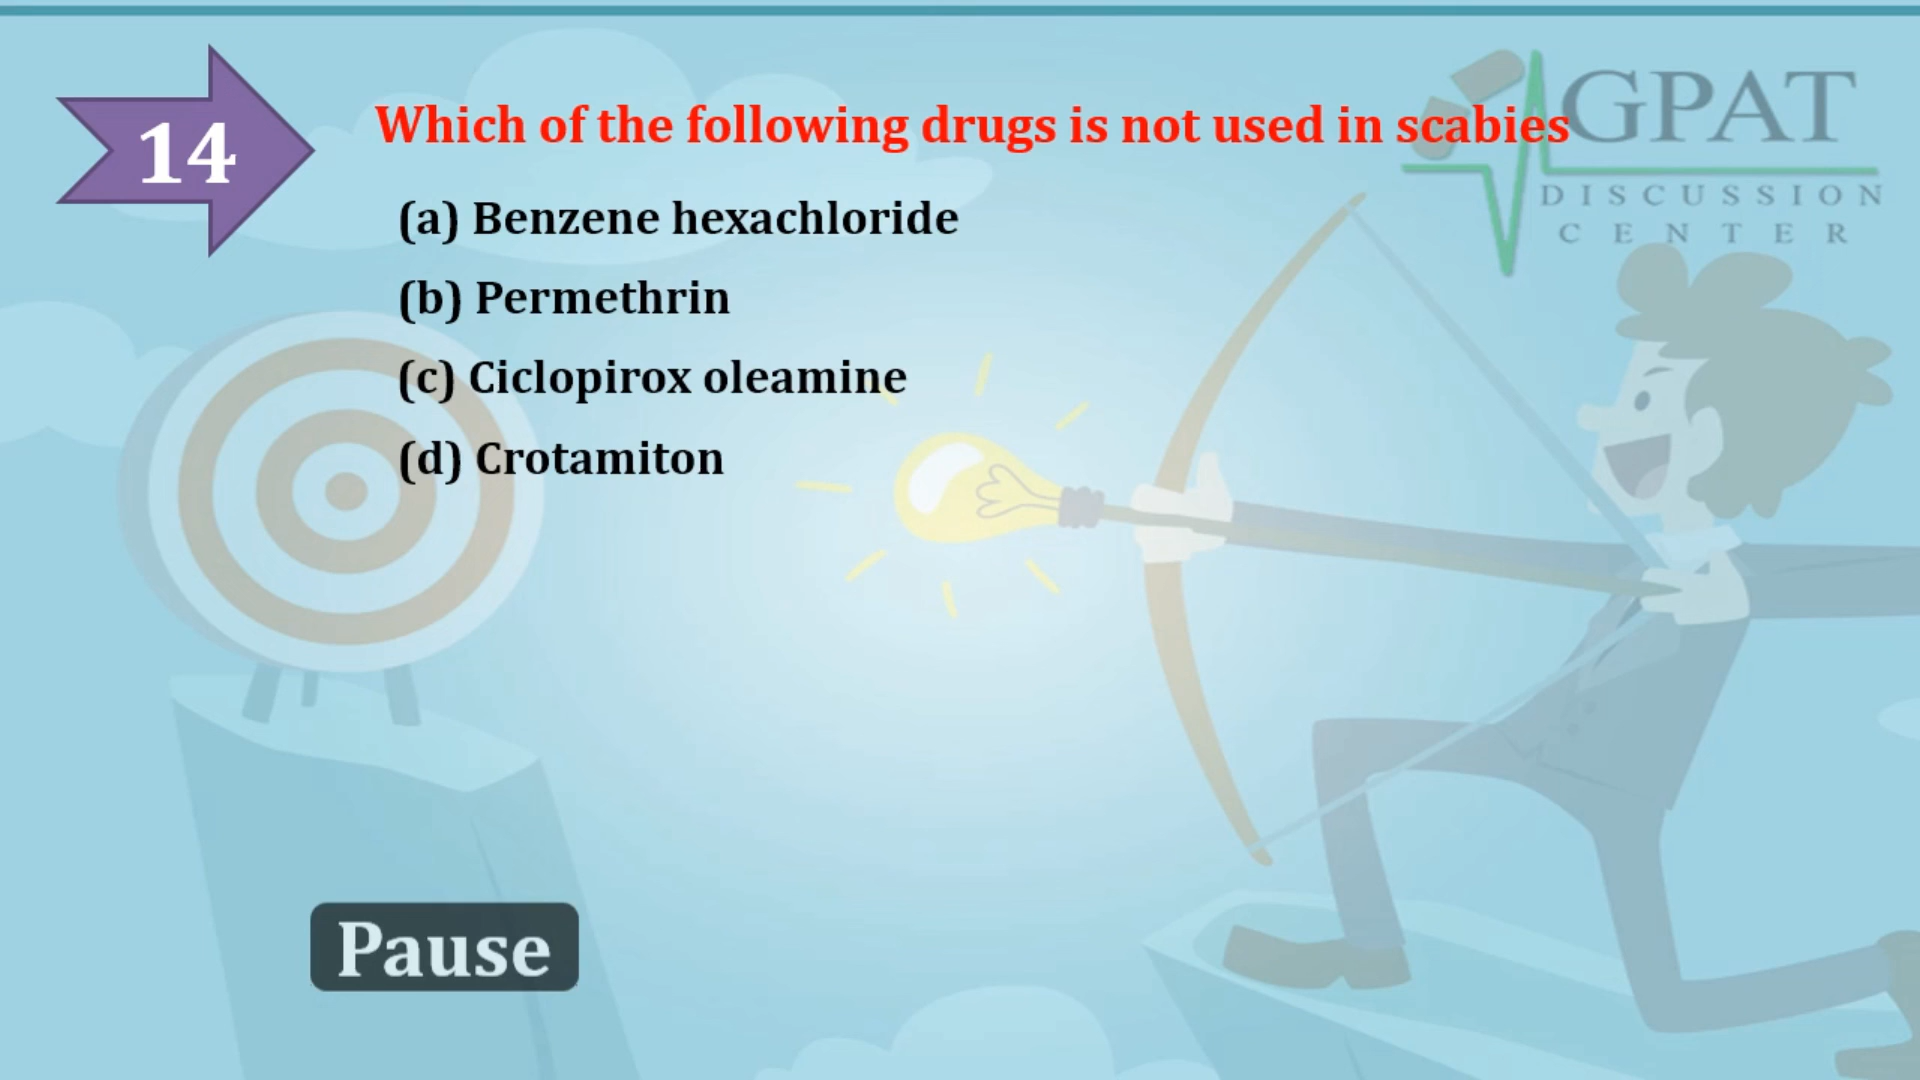 14
Which of the following drugs is not used in scabies
(a) Benzene hexachloride
(b) Permethrin
(c) Ciclopirox oleamine
(d) Crotamiton
GPAT
DISCUSSION
CENTER
Pause